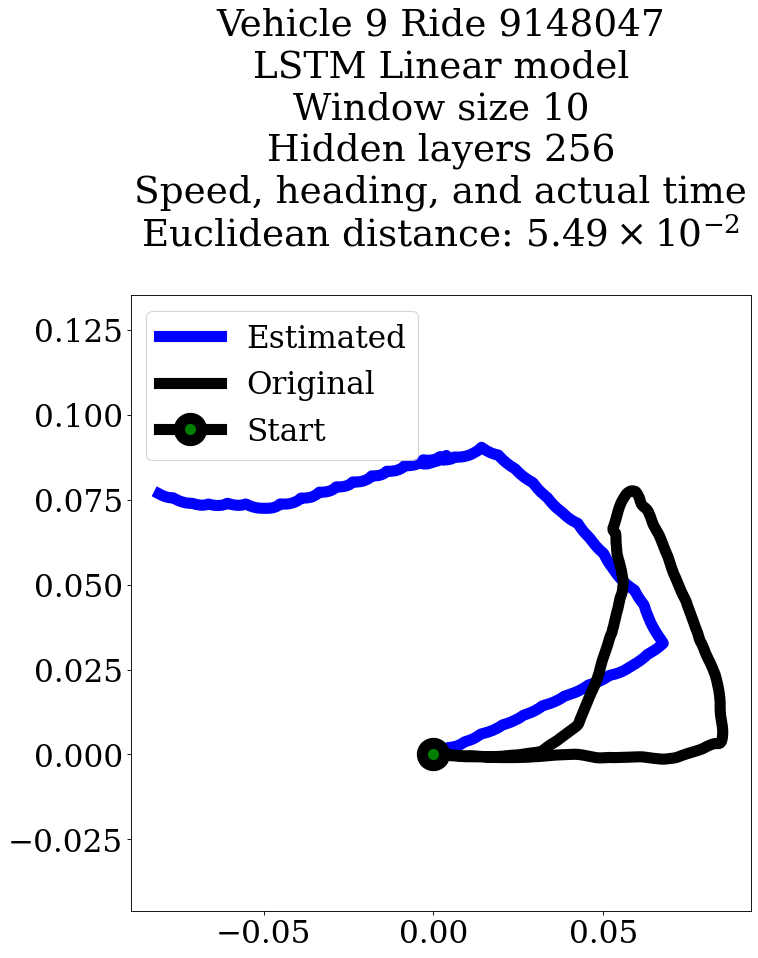 Vehicle 9 Ride 9148047
LSTM Linear model
Window size 10
Hidden layers 256
Speed, heading, and actual time
Euclidean distance: 5.49 × 10⁻²
Estimated
Original
Start
0.125
0.100
0.075
0.050
0.025
0.000
−0.025
−0.05
0.00
0.05